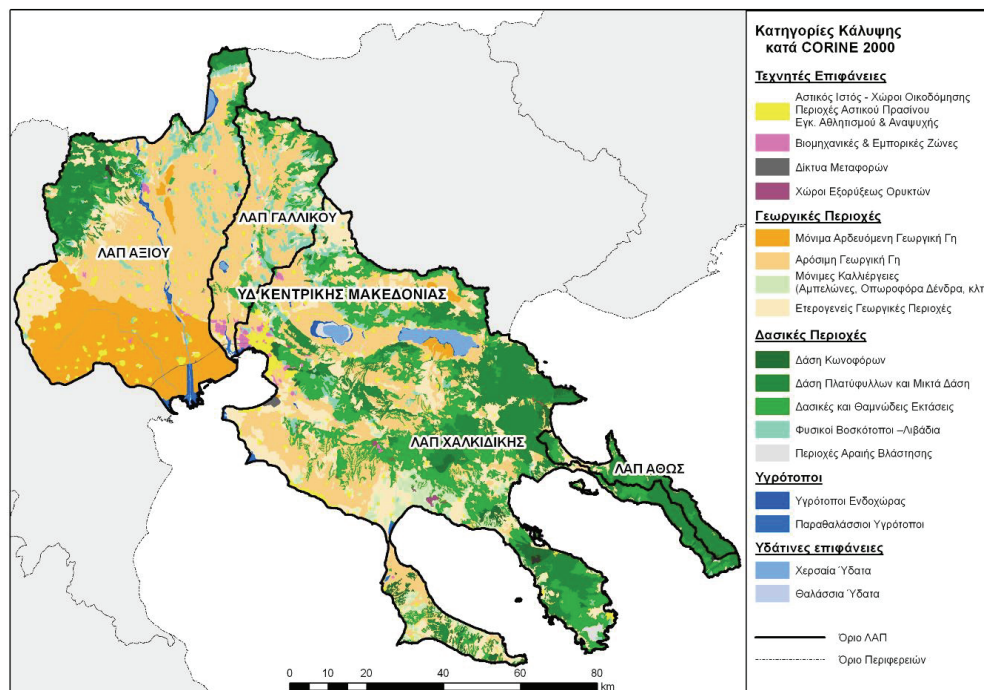 Κατηγορίες Κάλυψης
κατά CORINE 2000
Τεχνητές Επιφάνειες
Αστικός Ιστός - Χώροι Οικοδόμησης
Περιοχές Αστικού Πρασίνου
Εγκ. Αθλητισμού & Αναψυχής
Βιομηχανικές & Εμπορικές Ζώνες
Δίκτυα Μεταφορών
Χώροι Εξορύξεως Ορυκτών
Γεωργικές Περιοχές
Μόνιμα Αρδευόμενη Γεωργική Γη
Αρόσιμη Γεωργική Γη
Μόνιμες Καλλιέργειες
(Αμπελώνες, Οπωροφόρα Δένδρα, κλπ
Ετερογενείς Γεωργικές Περιοχές
Δασικές Περιοχές
Δάση Κωνοφόρων
Δάση Πλατύφυλλων και Μικτά Δάση
Δασικές και Θαμνώδεις Εκτάσεις
Φυσικοί Βοσκότοποι –Λιβάδια
Περιοχές Αραιής Βλάστησης
Υγρότοποι
Υγρότοποι Ενδοχώρας
Παραθαλάσσιοι Υγρότοποι
Υδάτινες επιφάνειες
Χερσαία Ύδατα
Θαλάσσια Ύδατα
Όριο ΛΑΠ
Όριο Περιφερειών
ΛΑΠ ΓΑΛΛΙΚΟΥ
ΛΑΠ ΑΞΙΟΥ
ΥΔ ΚΕΝΤΡΙΚΗΣ ΜΑΚΕΔΟΝΙΑΣ
ΛΑΠ ΧΑΛΚΙΔΙΚΗΣ
ΛΑΠ ΑΘΩΣ
0 10 20 40 60 80
km